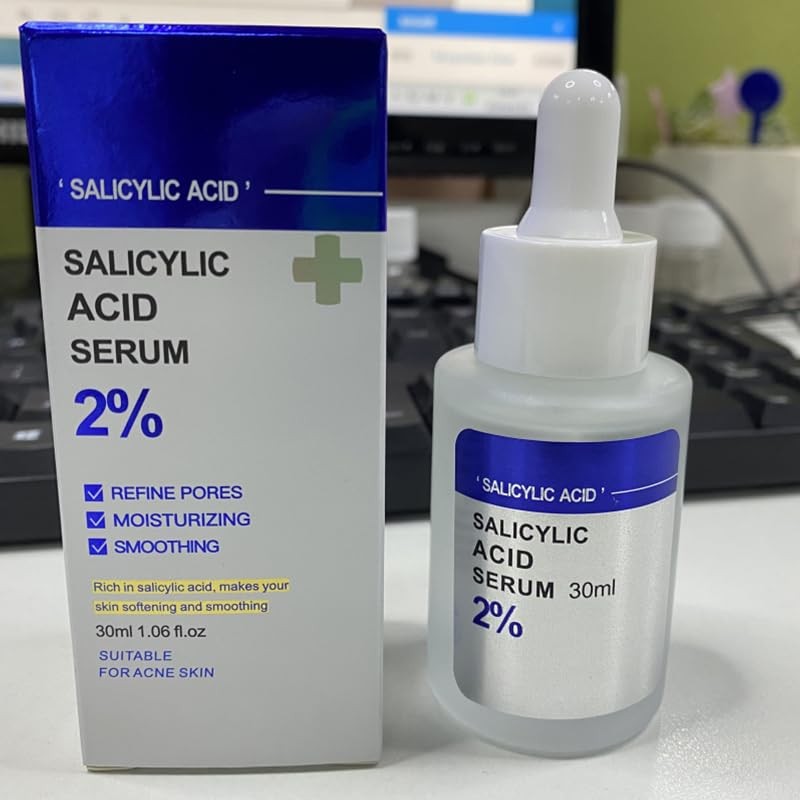 ‘ SALICYLIC ACID ’
SALICYLIC
ACID
SERUM
2%
REFINE PORES
MOISTURIZING
SMOOTHING
Rich in salicylic acid, makes your
skin softening and smoothing
30ml 1.06 fl.oz
SUITABLE
FOR ACNE SKIN
‘ SALICYLIC ACID ’
SALICYLIC
ACID
SERUM 30ml
2%